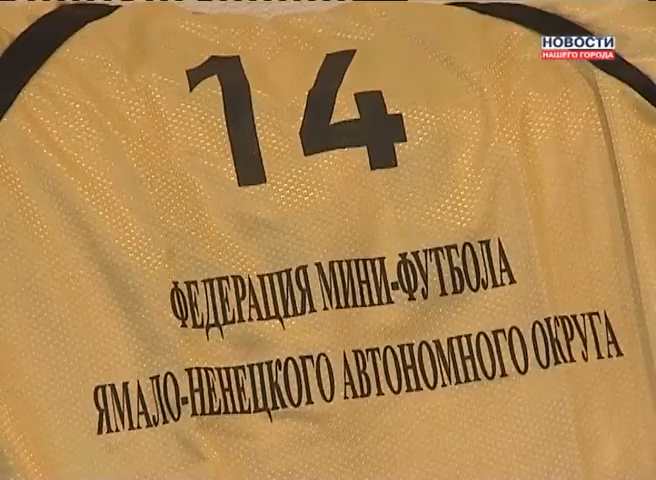 НОВОСТИ
НАШЕГО ГОРОДА
14
ФЕДЕРАЦИЯ МИНИ-ФУТБОЛА
ЯМАЛО-НЕНЕЦКОГО АВТОНОМНОГО ОКРУГА